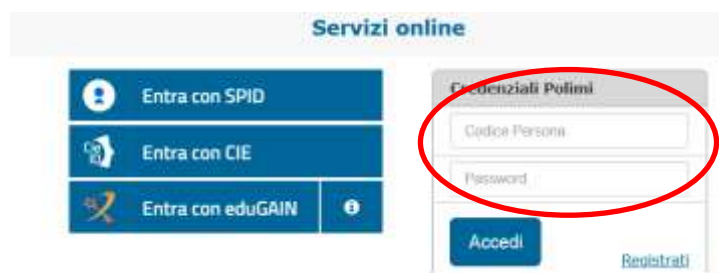 Servizi online
Entra con SPID
Entra con CIE
Entra con eduGAIN
Credenziali Polimi
Codice Persona
Password
Accedi
Registrati